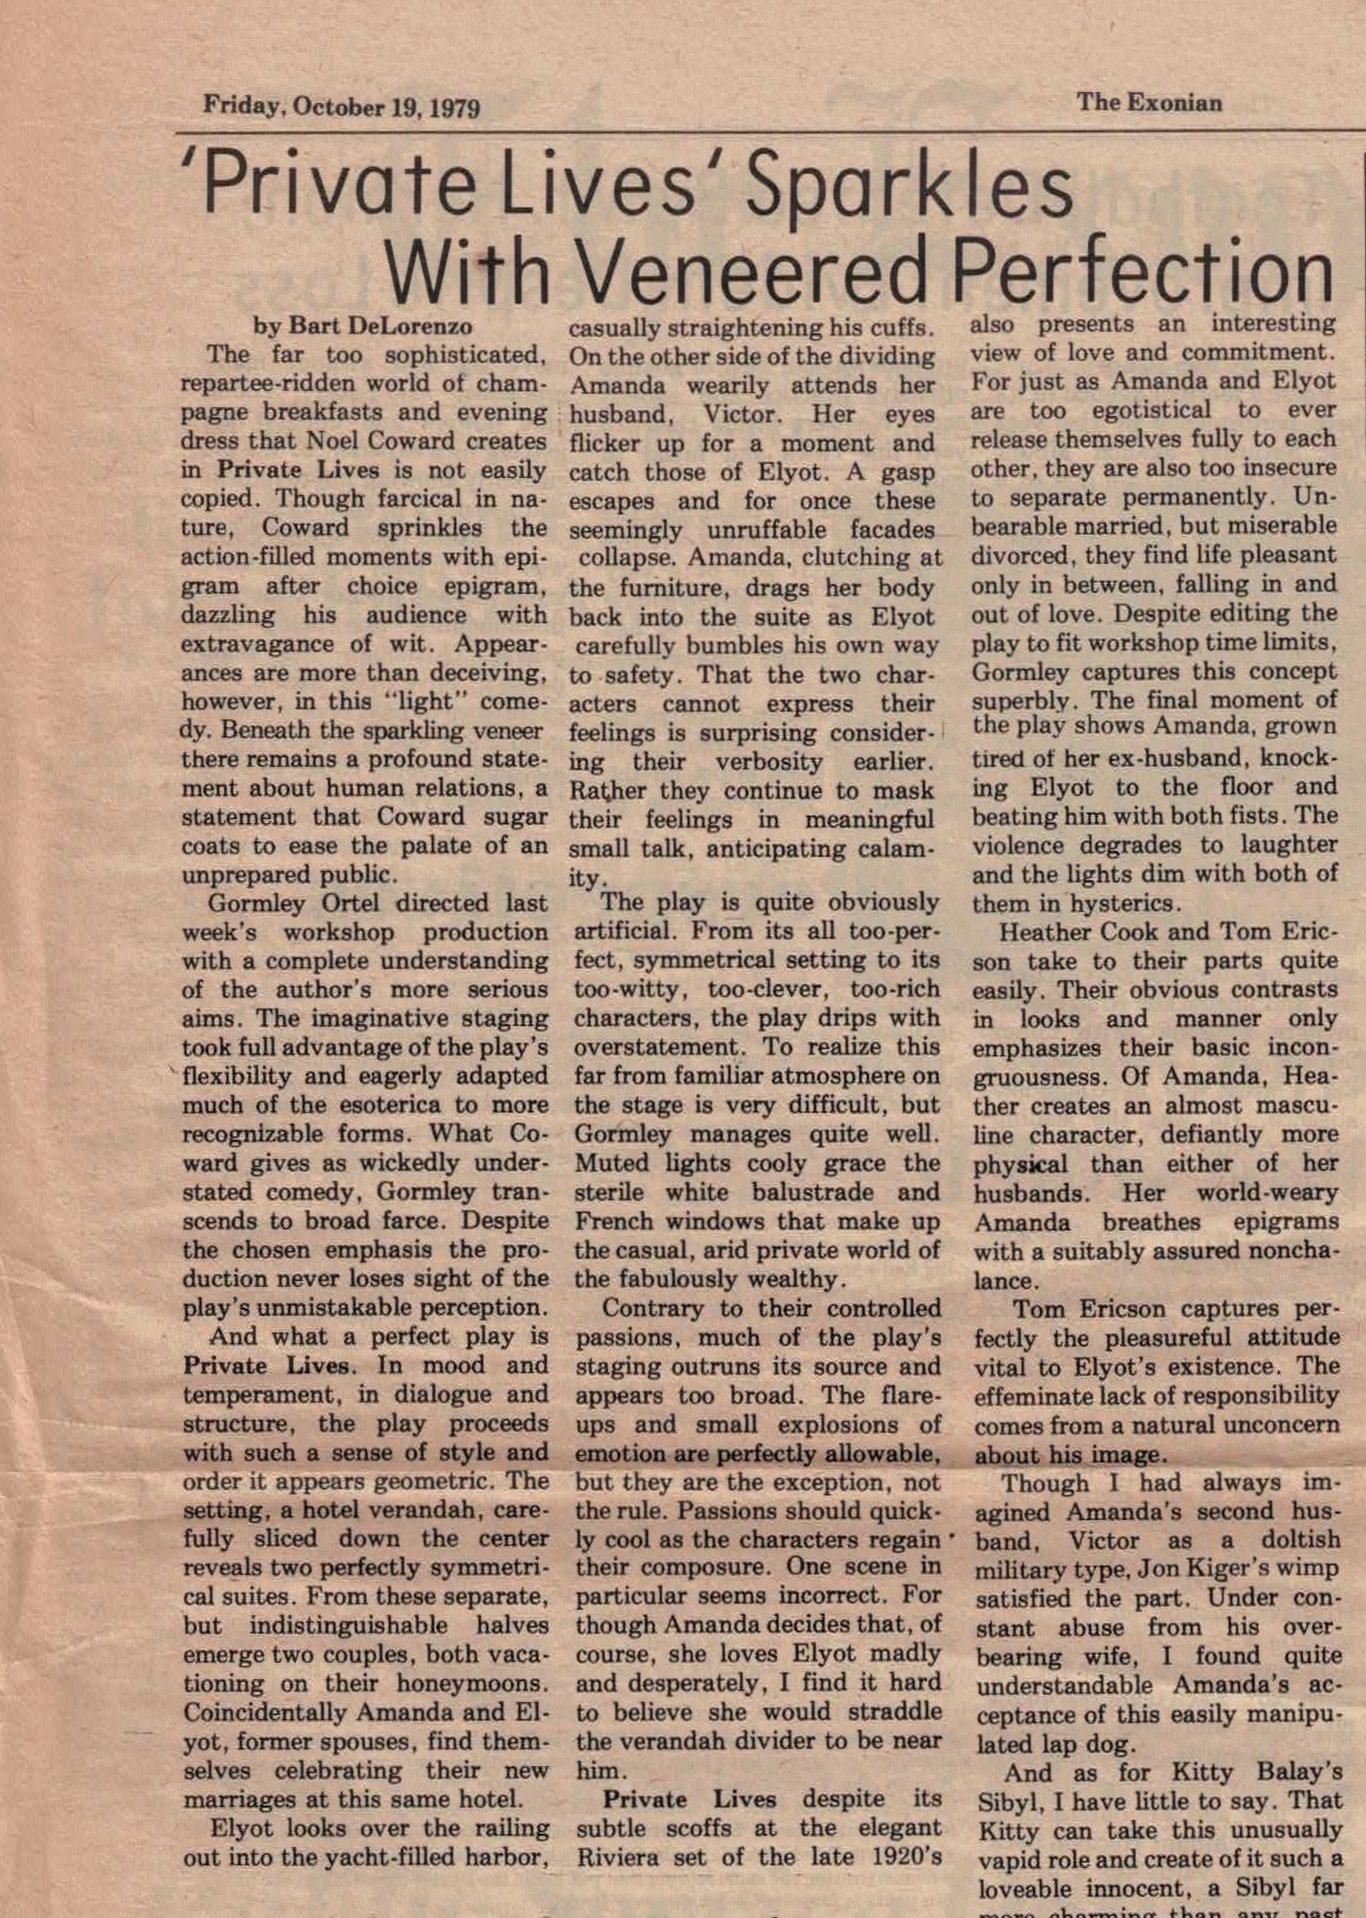 Friday, October 19, 1979
The Exonian
'Private Lives' Sparkles
With Veneered Perfection
by Bart DeLorenzo
The far too sophisticated,
repartee-ridden world of cham-
pagne breakfasts and evening
dress that Noel Coward creates
in Private Lives is not easily
copied. Though farcical in na-
ture, Coward sprinkles the
action-filled moments with epi-
gram after choice epigram,
dazzling his audience with
extravagance of wit. Appear-
ances are more than deceiving,
however, in this "light" come-
dy. Beneath the sparkling veneer
there remains a profound state-
ment about human relations, a
statement that Coward sugar
coats to ease the palate of an
unprepared public.
Gormley Ortel directed last
week's workshop production
with a complete understanding
of the author's more serious
aims. The imaginative staging
took full advantage of the play's
flexibility and eagerly adapted
much of the esoterica to more
recognizable forms. What Co-
ward gives as wickedly under-
stated comedy, Gormley tran-
scends to broad farce. Despite
the chosen emphasis the pro-
duction never loses sight of the
play's unmistakable perception.
And what a perfect play is
Private Lives. In mood and
temperament, in dialogue and
structure, the play proceeds
with such a sense of style and
order it appears geometric. The
setting, a hotel verandah, care-
fully sliced down the center
reveals two perfectly symmetri-
cal suites. From these separate,
but indistinguishable halves
emerge two couples, both vaca-
tioning on their honeymoons.
Coincidentally Amanda and El-
yot, former spouses, find them-
selves celebrating their new
marriages at this same hotel.
Elyot looks over the railing
out into the yacht-filled harbor,
casually straightening his cuffs.
On the other side of the dividing
Amanda wearily attends her
husband, Victor. Her eyes
flicker up for a moment and
catch those of Elyot. A gasp
escapes and for once these
seemingly unruffable facades
collapse. Amanda, clutching at
the furniture, drags her body
back into the suite as Elyot
carefully bumbles his own way
to safety. That the two char-
acters cannot express their
feelings is surprising consider-
ing their verbosity earlier.
Rather they continue to mask
their feelings in meaningful
small talk, anticipating calam-
ity.
The play is quite obviously
artificial. From its all too-per-
fect, symmetrical setting to its
too-witty, too-clever, too-rich
characters, the play drips with
overstatement. To realize this
far from familiar atmosphere on
the stage is very difficult, but
Gormley manages quite well.
Muted lights cooly grace the
sterile white balustrade and
French windows that make up
the casual, arid private world of
the fabulously wealthy.
Contrary to their controlled
passions, much of the play's
staging outruns its source and
appears too broad. The flare-
ups and small explosions of
emotion are perfectly allowable,
but they are the exception, not
the rule. Passions should quick-
ly cool as the characters regain
their composure. One scene in
particular seems incorrect. For
though Amanda decides that, of
course, she loves Elyot madly
and desperately, I find it hard
to believe she would straddle
the verandah divider to be near
him.
Private Lives despite its
subtle scoffs at the elegant
Riviera set of the late 1920's
also presents an interesting
view of love and commitment.
For just as Amanda and Elyot
are too egotistical to ever
release themselves fully to each
other, they are also too insecure
to separate permanently. Un-
bearable married, but miserable
divorced, they find life pleasant
only in between, falling in and
out of love. Despite editing the
play to fit workshop time limits,
Gormley captures this concept
superbly. The final moment of
the play shows Amanda, grown
tired of her ex-husband, knock-
ing Elyot to the floor and
beating him with both fists. The
violence degrades to laughter
and the lights dim with both of
them in hysterics.
Heather Cook and Tom Eric-
son take to their parts quite
easily. Their obvious contrasts
in looks and manner only
emphasizes their basic incon-
gruousness. Of Amanda, Hea-
ther creates an almost mascu-
line character, defiantly more
physical than either of her
husbands. Her world-weary
Amanda breathes epigrams
with a suitably assured noncha-
lance.
Tom Ericson captures per-
fectly the pleasureful attitude
vital to Elyot's existence. The
effeminate lack of responsibility
comes from a natural unconcern
about his image.
Though I had always im-
agined Amanda's second hus-
band, Victor as a doltish
military type, Jon Kiger's wimp
satisfied the part. Under con-
stant abuse from his over-
bearing wife, I found quite
understandable Amanda's ac-
ceptance of this easily manipu-
lated lap dog.
And as for Kitty Balay's
Sibyl, I have little to say. That
Kitty can take this unusually
vapid role and create of it such a
loveable innocent, a Sibyl far
more charming than any past